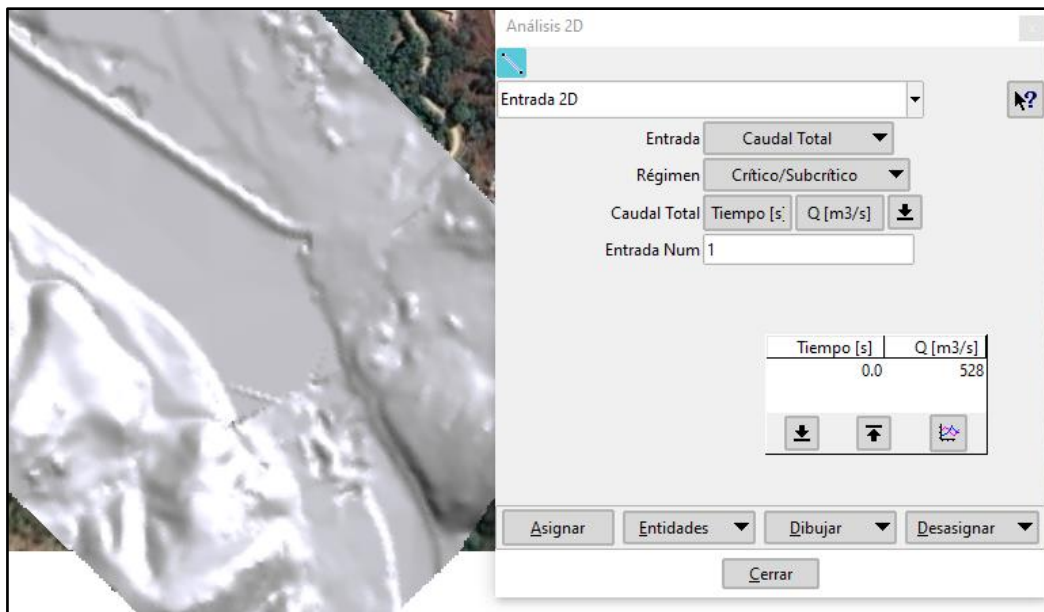 Análisis 2D
x
Entrada 2D
?
Entrada Caudal Total
Régimen Crítico/Subcrítico
Caudal Total Tiempo [s] Q [m3/s]
Entrada Num 1
Tiempo [s] Q [m3/s]
0.0 528
Asignar Entidades Dibujar Desasignar
Cerrar